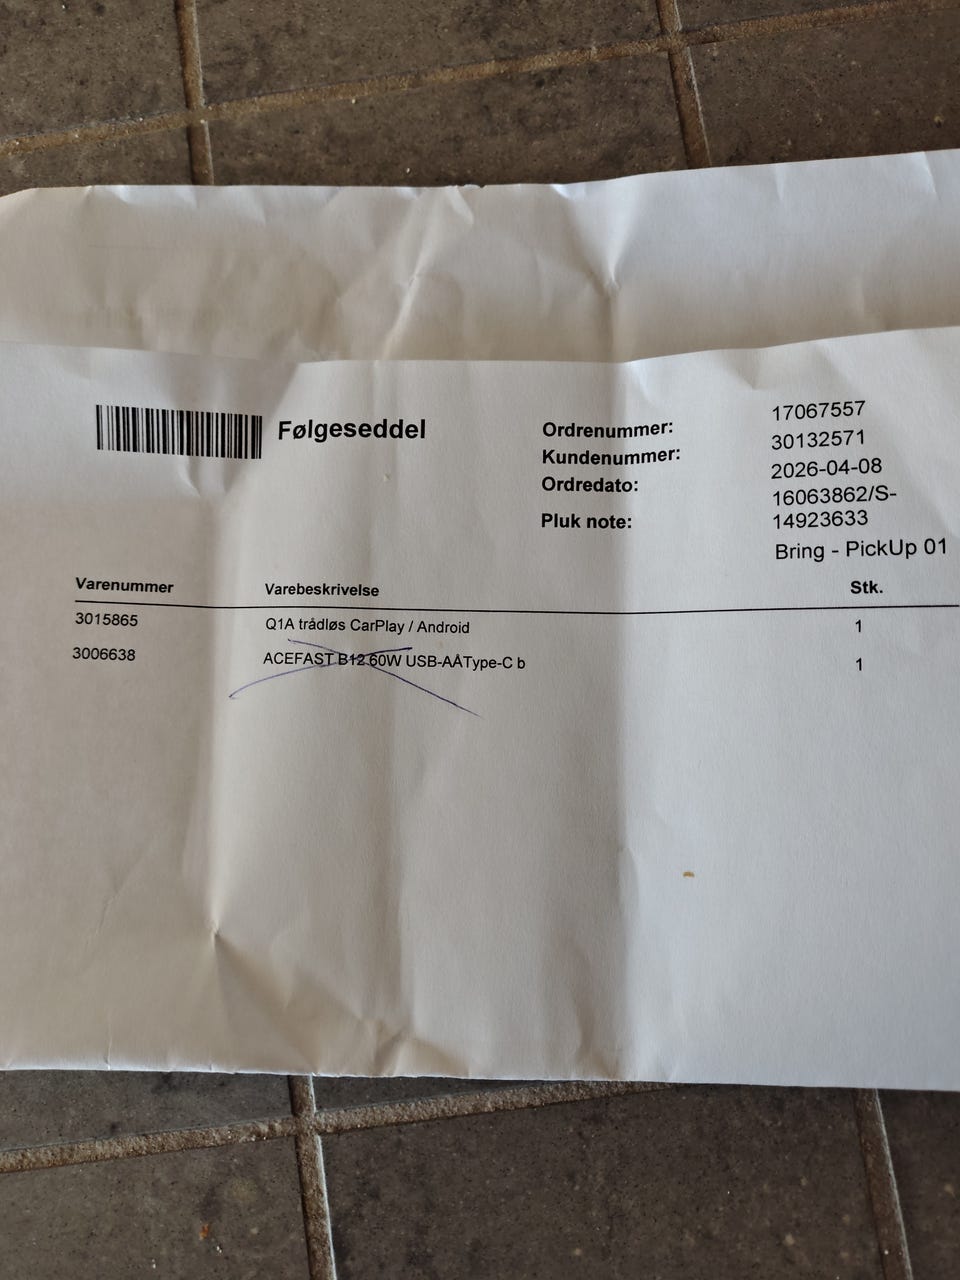 Følgeseddel
Ordrenummer: 17067557
Kundenummer: 30132571
Ordredato: 2026-04-08
Pluk note: 16063862/S-
14923633
Bring - PickUp 01
Varenummer Varebeskrivelse Stk.
3015865 Q1A trådløs CarPlay / Android 1
3006638 ACEFAST B12 60W USB-AÂType-C b 1